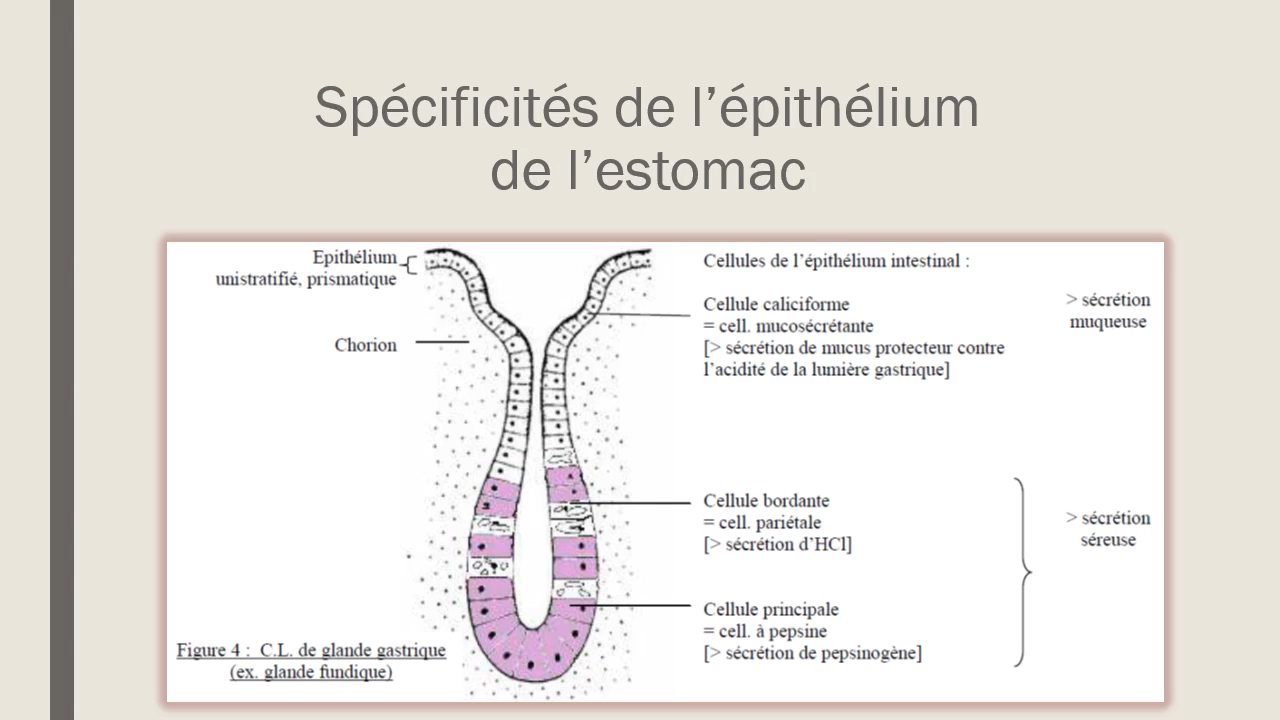 Spécificités de l’épithélium
de l’estomac
Epithélium
unistratifié, prismatique
Chorion
Cellules de l’épithélium intestinal :
Cellule caliciforme
= cell. mucosécrétante
[> sécrétion de mucus protecteur contre
l’acidité de la lumière gastrique]
> sécrétion
muqueuse
Cellule bordante
= cell. pariétale
[> sécrétion d’HCl]
> sécrétion
séreuse
Cellule principale
= cell. à pepsine
[> sécrétion de pepsinogène]
Figure 4 : C.L. de glande gastrique
(ex. glande fundique)